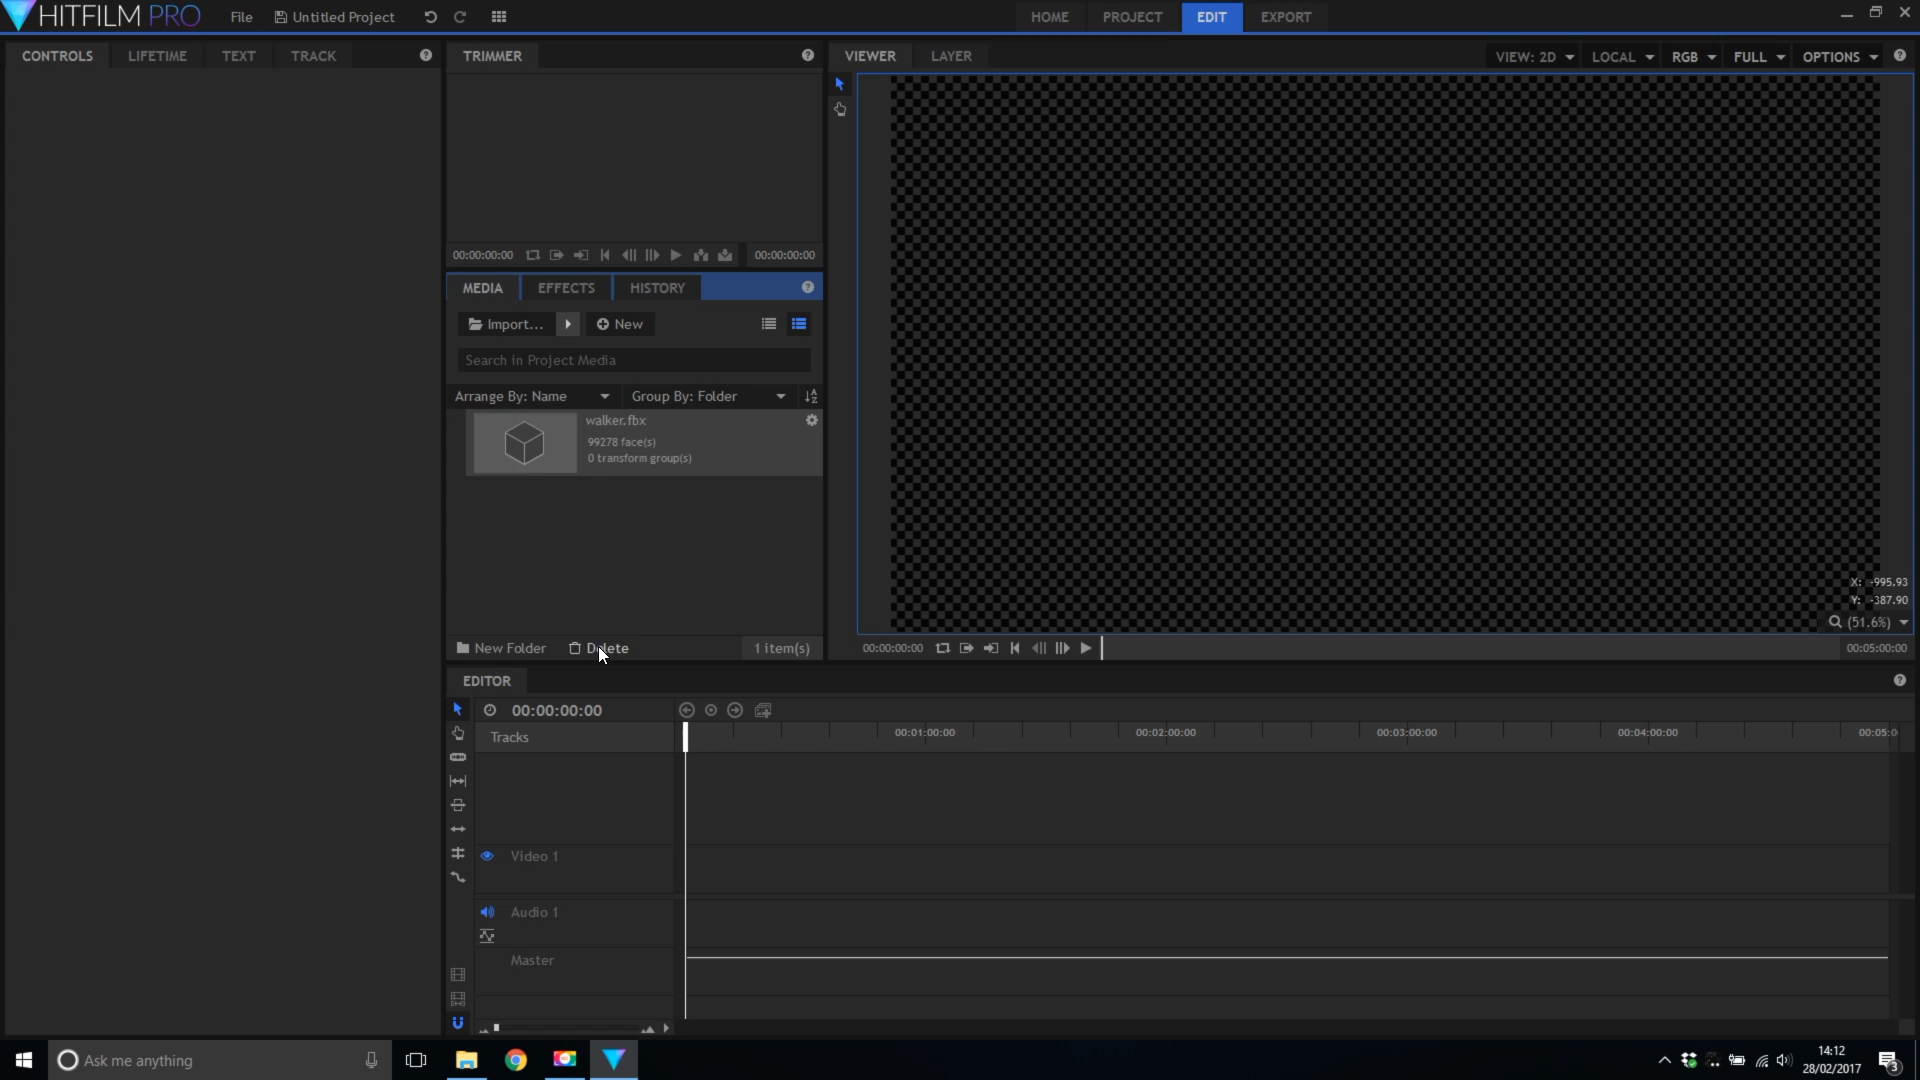 HITFILM PRO File Untitled Project HOME PROJECT EDIT EXPORT
CONTROLS LIFETIME TEXT TRACK
TRIMMER
VIEWER LAYER VIEW: 2D LOCAL RGB FULL OPTIONS
00:00:00:00 00:00:00:00
MEDIA EFFECTS HISTORY
Import... New
Search in Project Media
Arrange By: Name Group By: Folder
walker.fbx
99278 face(s)
0 transform group(s)
X: -995.93
Y: -387.90
(51.6%)
New Folder Delete 1 item(s)
00:00:00:00 00:05:00:00
EDITOR
00:00:00:00
Tracks 00:01:00:00 00:02:00:00 00:03:00:00 00:04:00:00 00:05:0
Video 1
Audio 1
Master
Ask me anything
14:12
28/02/2017
3